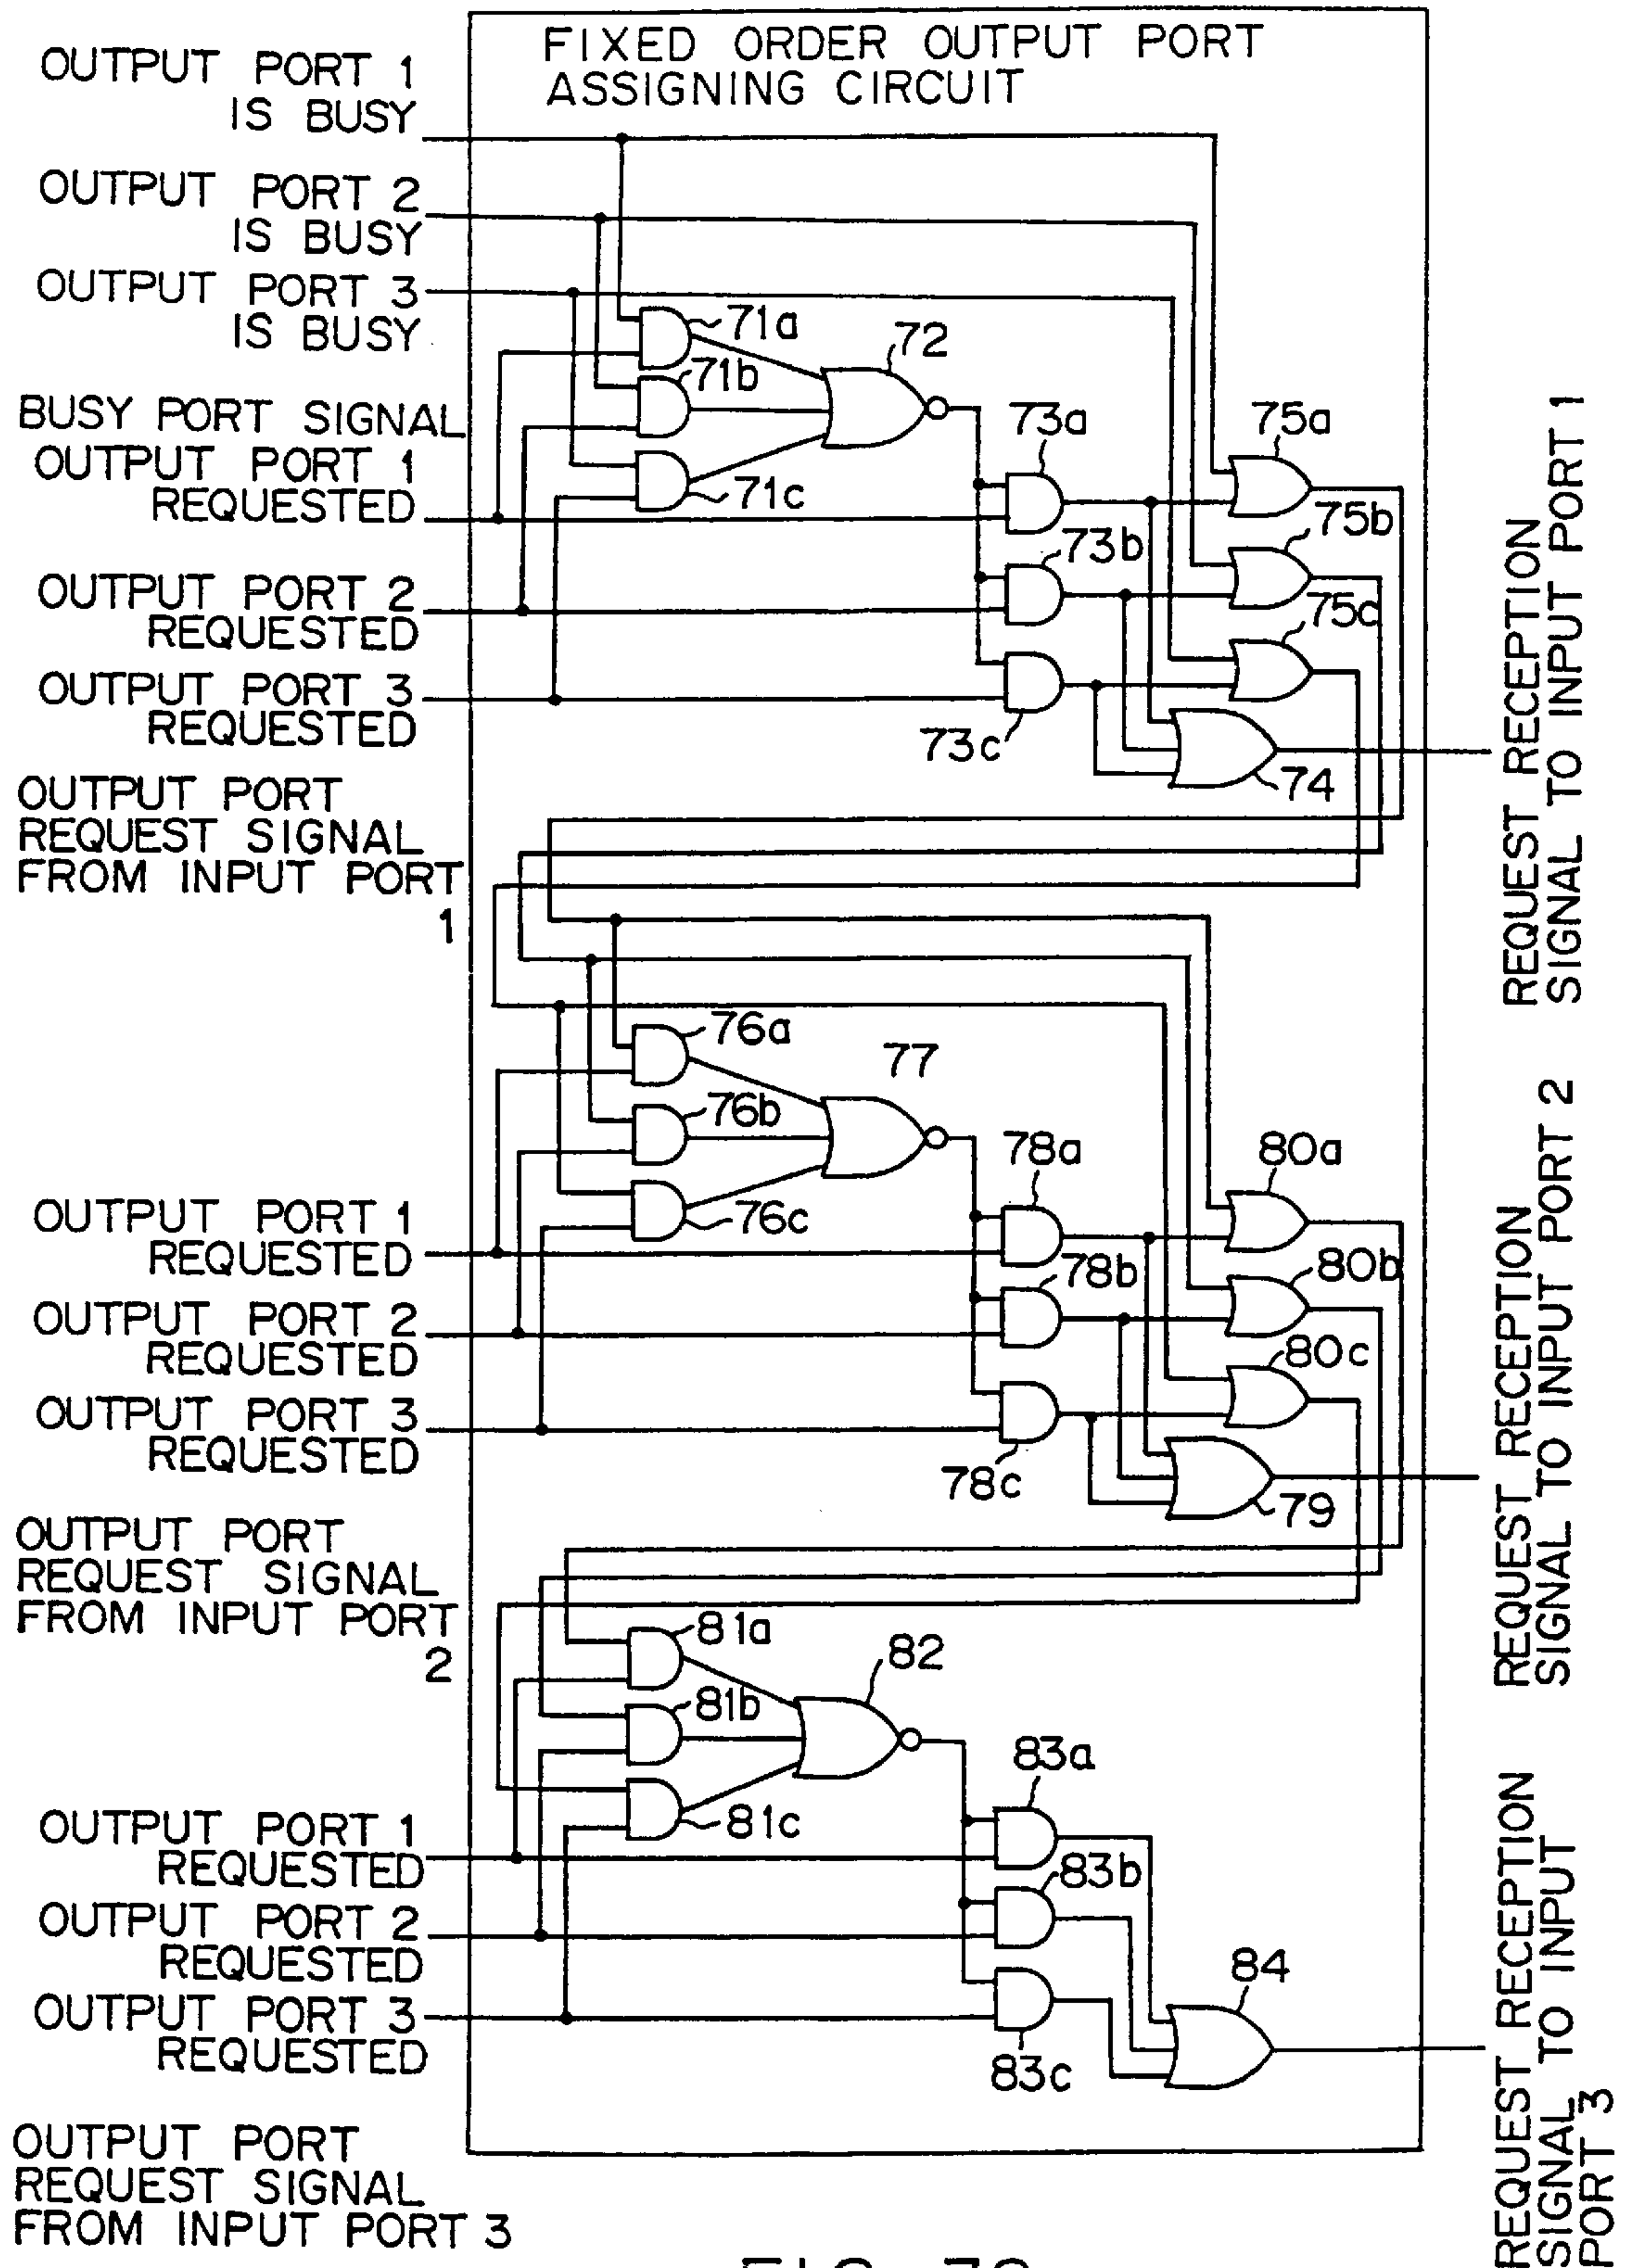 FIXED ORDER OUTPUT PORT
ASSIGNING CIRCUIT
OUTPUT PORT 1
IS BUSY
OUTPUT PORT 2
IS BUSY
OUTPUT PORT 3
IS BUSY
BUSY PORT SIGNAL
71a
71b
71c
72
73a
73b
73c
75a
75b
75c
74
OUTPUT PORT 1
REQUESTED
OUTPUT PORT 2
REQUESTED
OUTPUT PORT 3
REQUESTED
OUTPUT PORT
REQUEST SIGNAL
FROM INPUT PORT
1
REQUEST RECEPTION
SIGNAL TO INPUT PORT 1
76a
76b
76c
77
78a
78b
78c
80a
80b
80c
79
OUTPUT PORT 1
REQUESTED
OUTPUT PORT 2
REQUESTED
OUTPUT PORT 3
REQUESTED
OUTPUT PORT
REQUEST SIGNAL
FROM INPUT PORT
2
REQUEST RECEPTION
SIGNAL TO INPUT PORT 2
81a
81b
81c
82
83a
83b
83c
84
OUTPUT PORT 1
REQUESTED
OUTPUT PORT 2
REQUESTED
OUTPUT PORT 3
REQUESTED
OUTPUT PORT
REQUEST SIGNAL
FROM INPUT PORT 3
REQUEST RECEPTION
SIGNAL TO INPUT
PORT 3